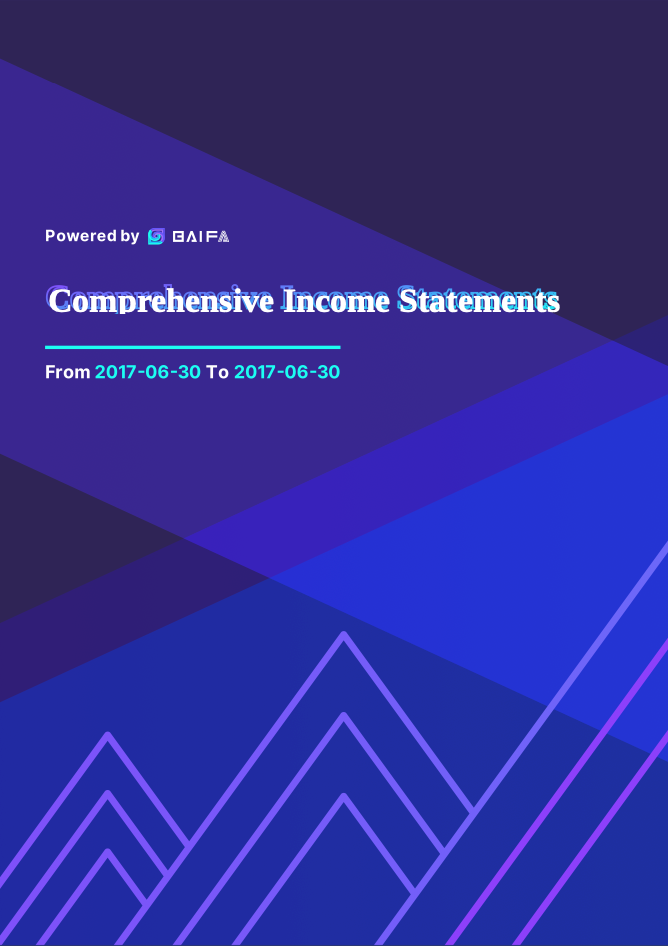 Powered by BAIFA
Comprehensive Income Statements
From 2017-06-30 To 2017-06-30